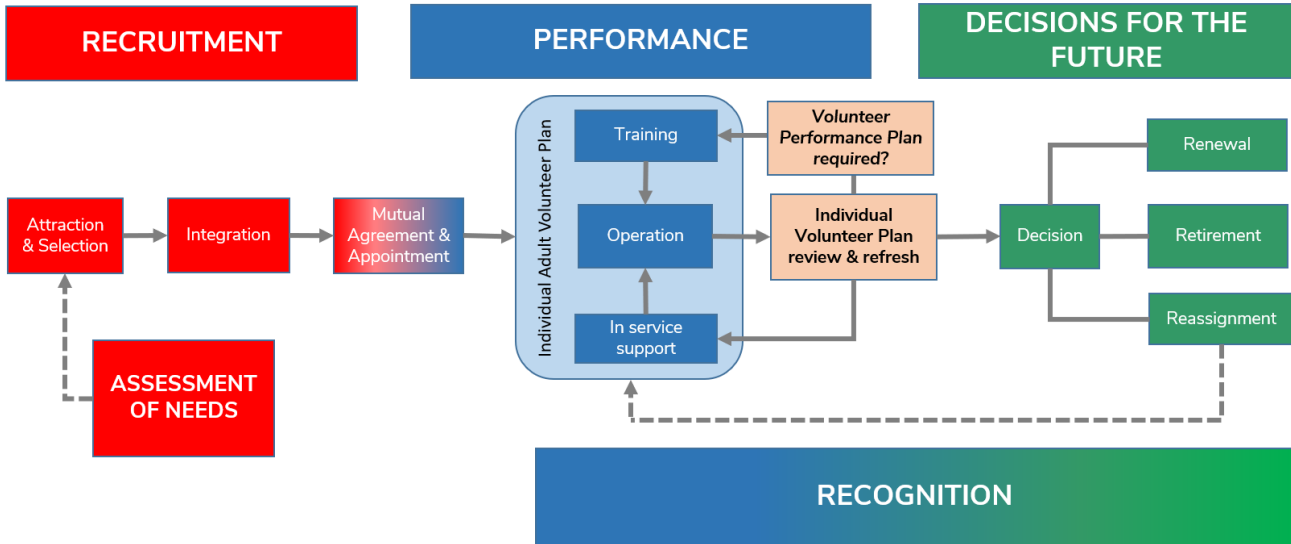 RECRUITMENT
PERFORMANCE
DECISIONS FOR THE
FUTURE
Attraction
& Selection
Integration
Mutual
Agreement &
Appointment
ASSESSMENT
OF NEEDS
Individual Adult Volunteer Plan
Training
Operation
In service
support
Volunteer
Performance Plan
required?
Individual
Volunteer Plan
review & refresh
Decision
Renewal
Retirement
Reassignment
RECOGNITION